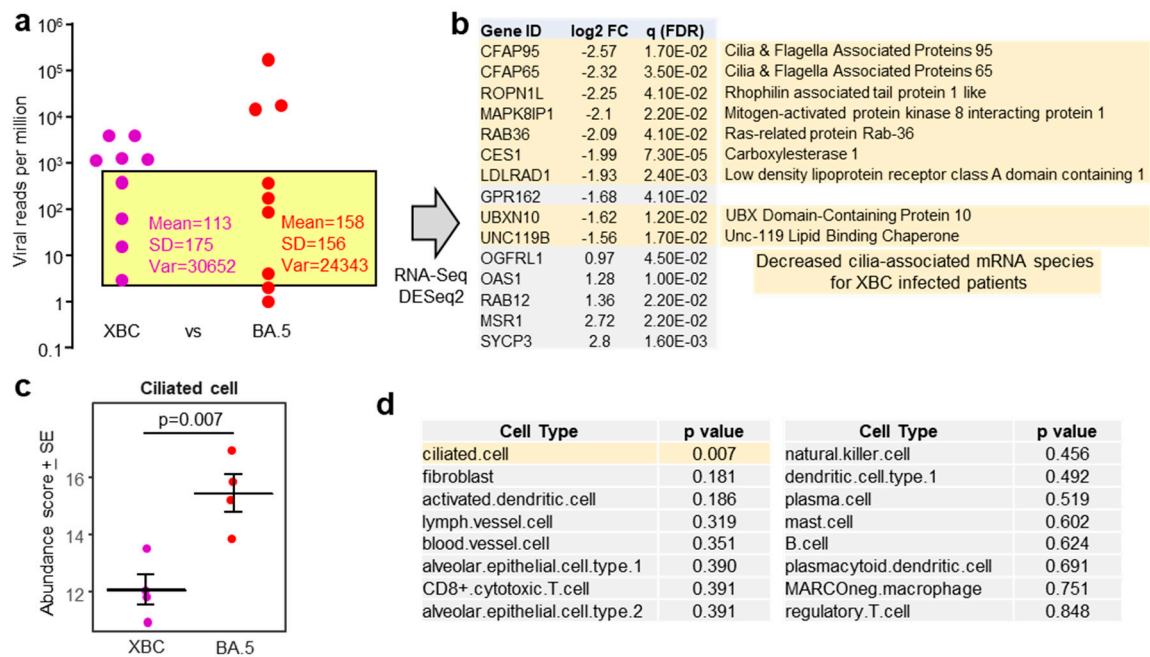 a
10⁶
10⁵
10⁴
10³
10²
10
1
0.1
Viral reads per million
Mean=113
SD=175
Var=30652
Mean=158
SD=156
Var=24343
XBC vs BA.5
RNA-Seq
DESeq2
b
Gene ID log2 FC q (FDR)
CFAP95 -2.57 1.70E-02 Cilia & Flagella Associated Proteins 95
CFAP65 -2.32 3.50E-02 Cilia & Flagella Associated Proteins 65
ROPN1L -2.25 4.10E-02 Rhophilin associated tail protein 1 like
MAPK8IP1 -2.1 2.20E-02 Mitogen-activated protein kinase 8 interacting protein 1
RAB36 -2.09 4.10E-02 Ras-related protein Rab-36
CES1 -1.99 7.30E-05 Carboxylesterase 1
LDLRAD1 -1.93 2.40E-03 Low density lipoprotein receptor class A domain containing 1
GPR162 -1.68 4.10E-02
UBXN10 -1.62 1.20E-02 UBX Domain-Containing Protein 10
UNC119B -1.56 1.70E-02 Unc-119 Lipid Binding Chaperone
OGFRL1 0.97 4.50E-02
OAS1 1.28 1.00E-02
RAB12 1.36 2.20E-02
MSR1 2.72 2.20E-02
SYCP3 2.8 1.60E-03
Decreased cilia-associated mRNA species
for XBC infected patients
c
Ciliated cell
p=0.007
16
14
12
Abundance score ± SE
XBC BA.5
d
Cell Type p value Cell Type p value
ciliated.cell 0.007 natural.killer.cell 0.456
fibroblast 0.181 dendritic.cell.type.1 0.492
activated.dendritic.cell 0.186 plasma.cell 0.519
lymph.vessel.cell 0.319 mast.cell 0.602
blood.vessel.cell 0.351 B.cell 0.624
alveolar.epithelial.cell.type.1 0.390 plasmacytoid.dendritic.cell 0.691
CD8+.cytotoxic.T.cell 0.391 MARCOneg.macrophage 0.751
alveolar.epithelial.cell.type.2 0.391 regulatory.T.cell 0.848